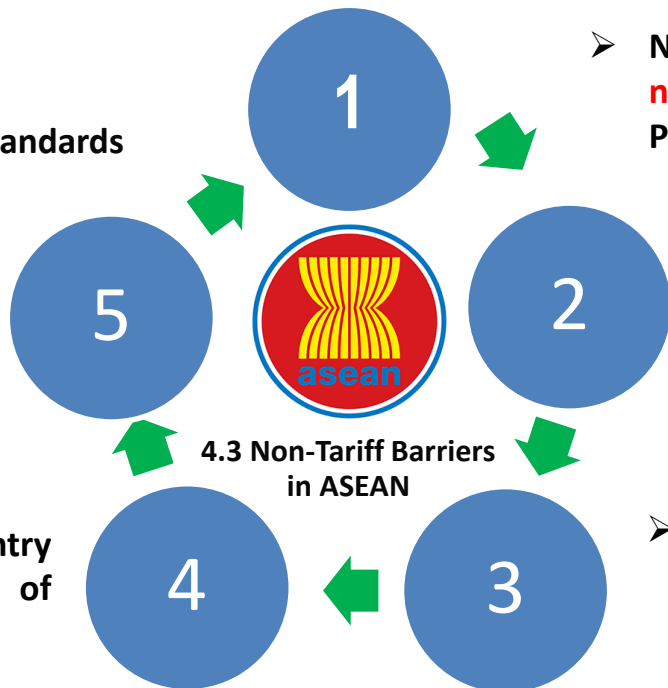 1
➢ N
n
P
andards
5
2
asean
4.3 Non-Tariff Barriers
in ASEAN
➢
ntry
of
4
3